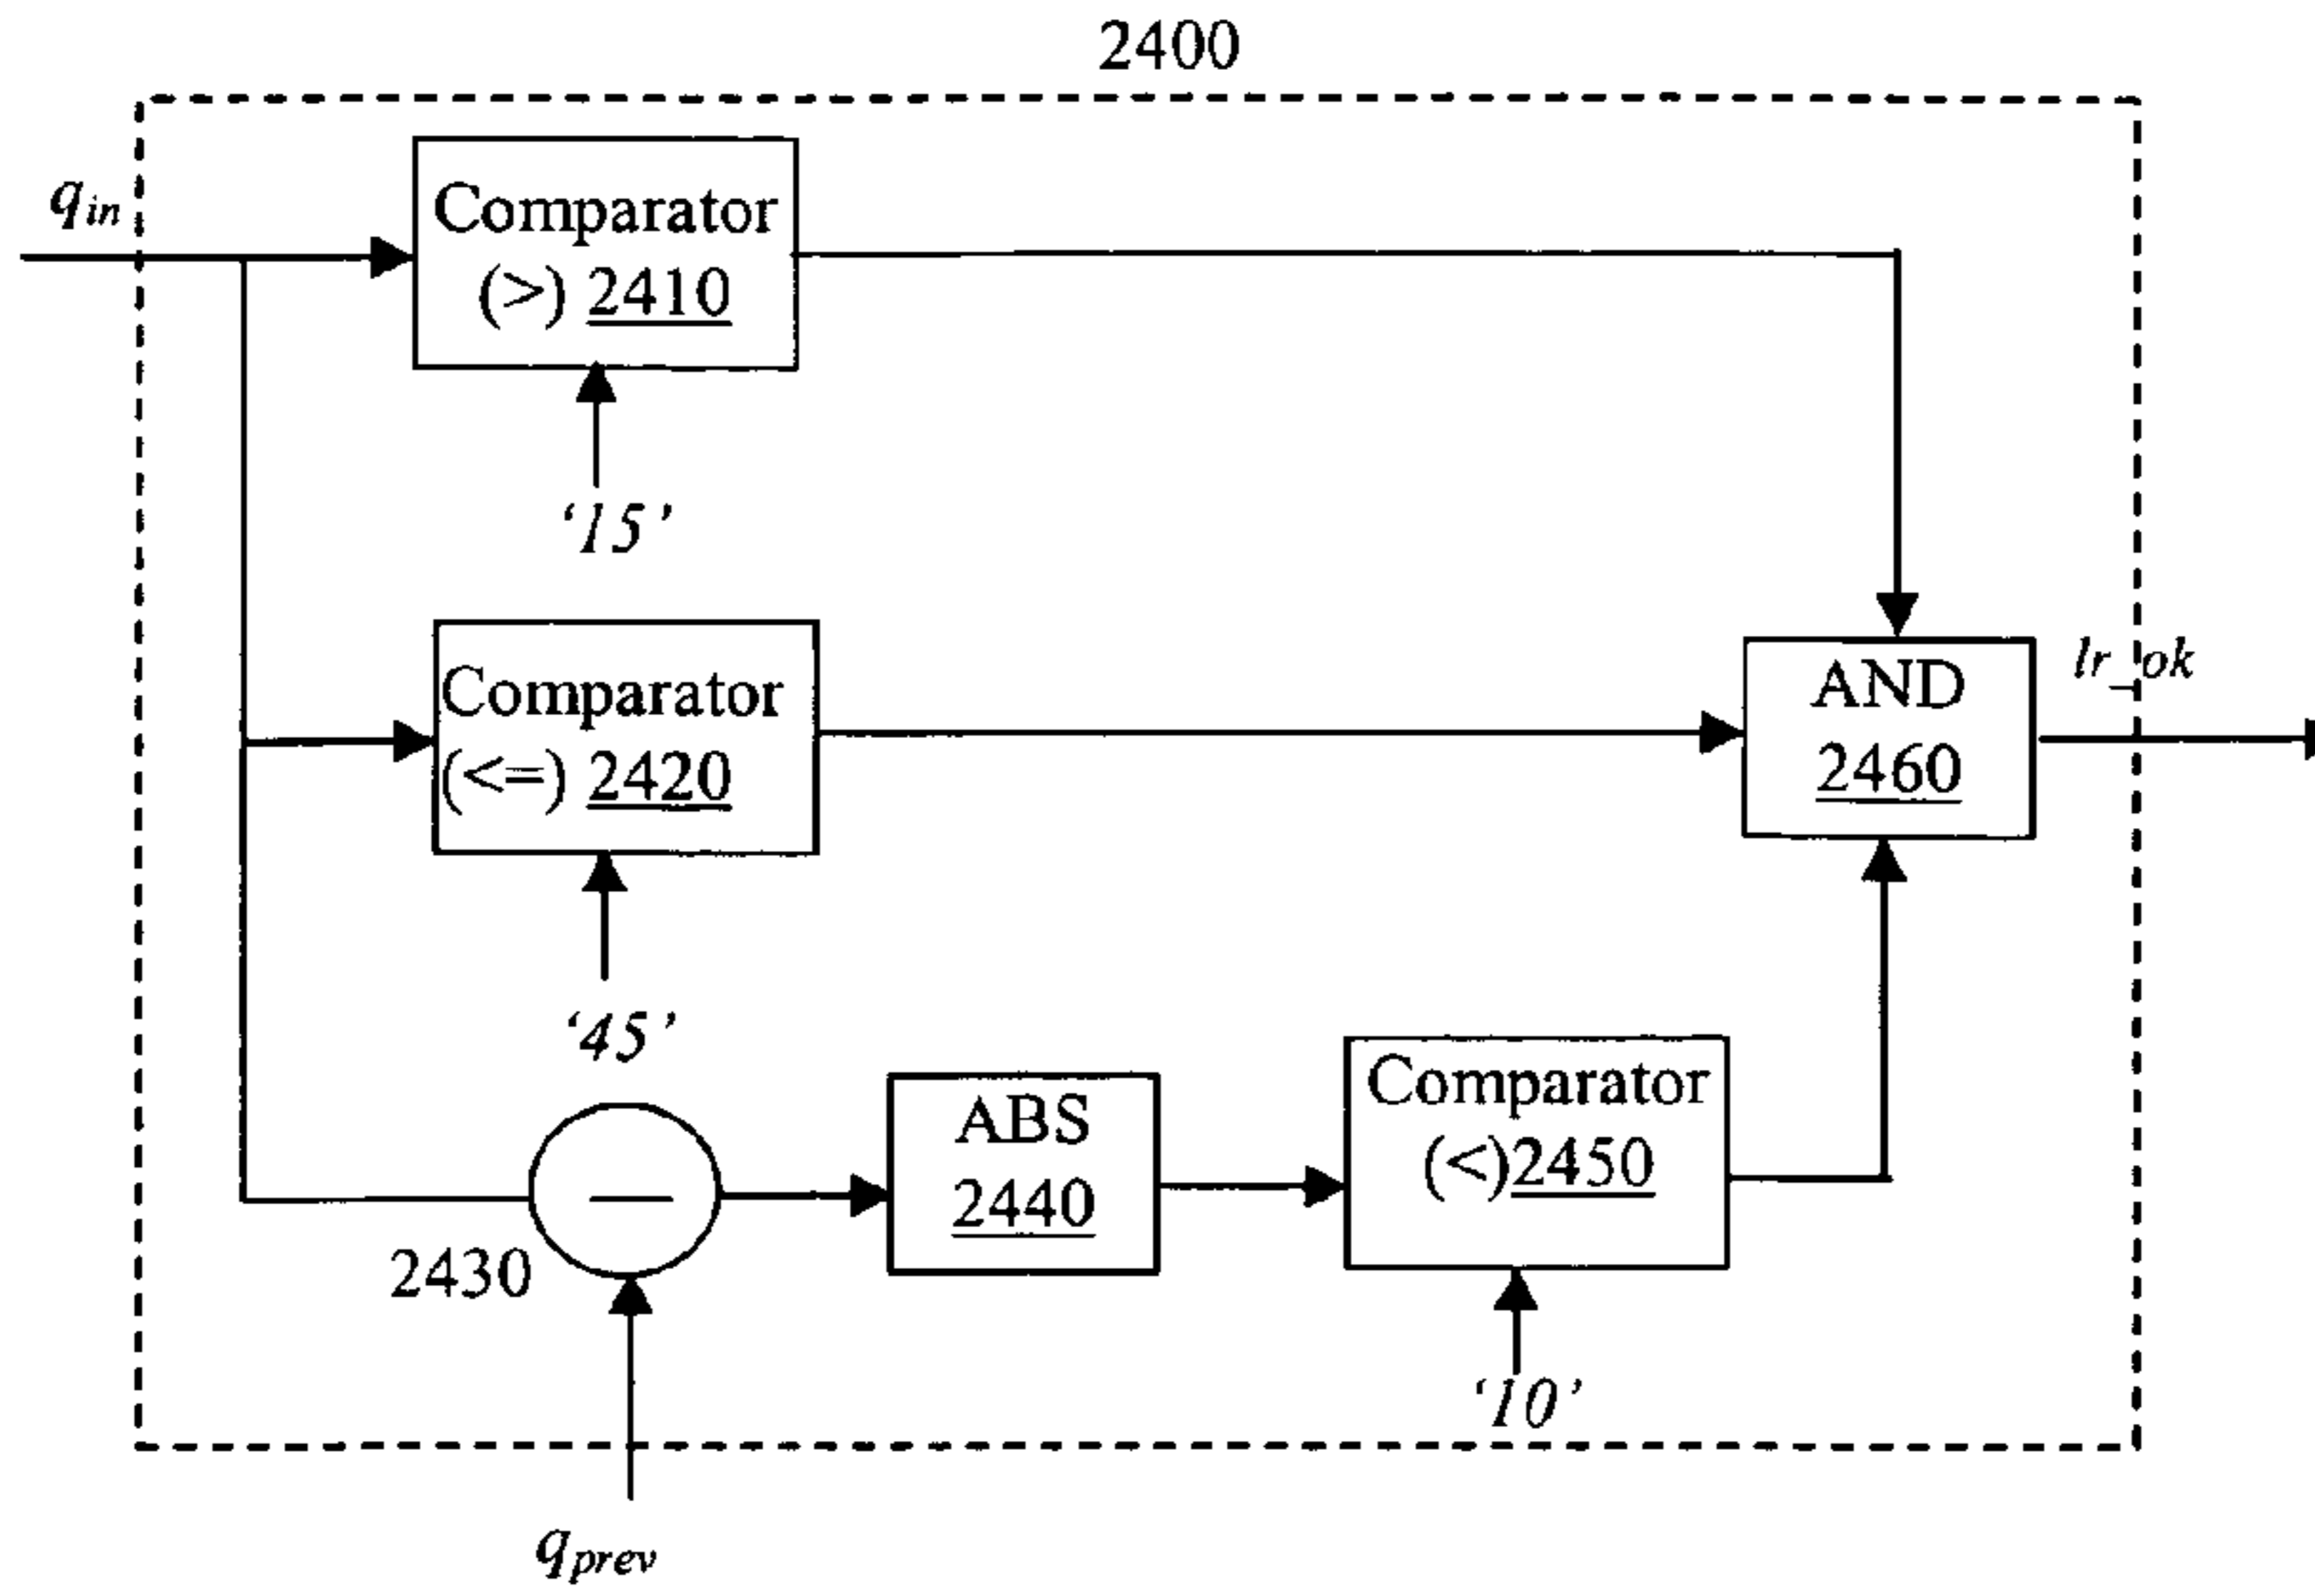 2400
q_in
Comparator
(>) 2410
‘15’
Comparator
(<=) 2420
‘45’
AND
2460
lr_ok
2430
—
ABS
2440
Comparator
(<)2450
‘10’
q_prev